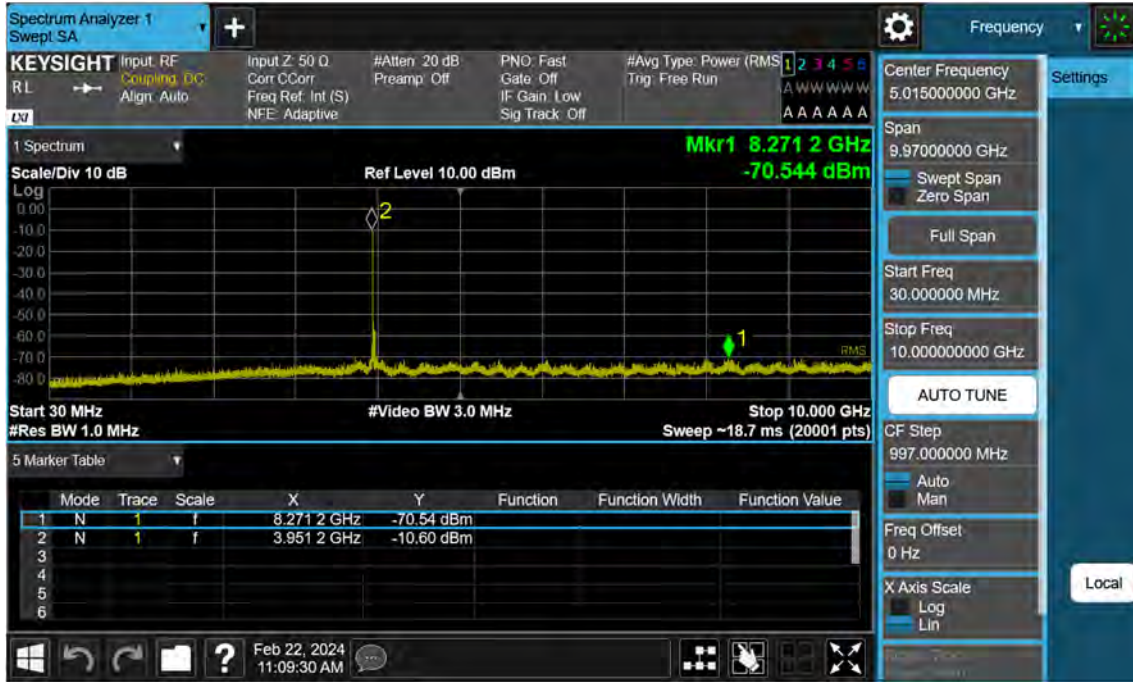 Spectrum Analyzer 1
Swept SA
Frequency
KEYSIGHT
RL
LXI
Input: RF
Coupling: DC
Align: Auto
Input Z: 50 Ω
Corr CCorr
Freq Ref: Int (S)
NFE: Adaptive
#Atten: 20 dB
Preamp: Off
PNO: Fast
Gate: Off
IF Gain: Low
Sig Track: Off
#Avg Type: Power (RMS
Trig: Free Run
1 2 3 4 5 6
A W W W W W
A A A A A A
Center Frequency
5.015000000 GHz
Settings
Span
9.97000000 GHz
Swept Span
Zero Span
Full Span
Start Freq
30.000000 MHz
Stop Freq
10.000000000 GHz
AUTO TUNE
CF Step
997.000000 MHz
Auto
Man
Freq Offset
0 Hz
X Axis Scale
Log
Lin
Local
1 Spectrum
Scale/Div 10 dB
Ref Level 10.00 dBm
Mkr1 8.271 2 GHz
-70.544 dBm
Log
0.00
-10.0
-20.0
-30.0
-40.0
-50.0
-60.0
-70.0
-80.0
2
1
RMS
Start 30 MHz
#Video BW 3.0 MHz
Stop 10.000 GHz
#Res BW 1.0 MHz
Sweep ~18.7 ms (20001 pts)
5 Marker Table
Mode Trace Scale X Y Function Function Width Function Value
1 N 1 f 8.271 2 GHz -70.54 dBm
2 N 1 f 3.951 2 GHz -10.60 dBm
3
4
5
6
?
Feb 22, 2024
11:09:30 AM